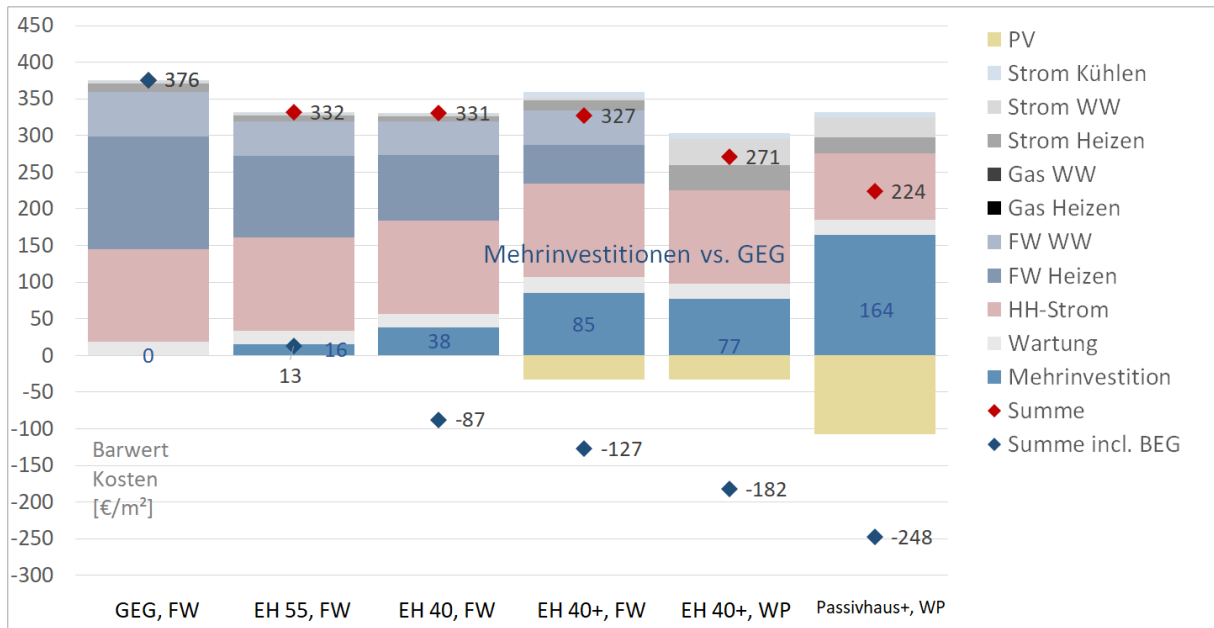 450
400
350
300
250
200
150
100
50
0
-50
-100
-150
-200
-250
-300
376
332
331
327
271
224
Mehrinvestitionen vs. GEG
0
16
38
85
77
164
13
-87
-127
-182
-248
Barwert
Kosten
[€/m²]
GEG, FW
EH 55, FW
EH 40, FW
EH 40+, FW
EH 40+, WP
Passivhaus+, WP
PV
Strom Kühlen
Strom WW
Strom Heizen
Gas WW
Gas Heizen
FW WW
FW Heizen
HH-Strom
Wartung
Mehrinvestition
Summe
Summe incl. BEG